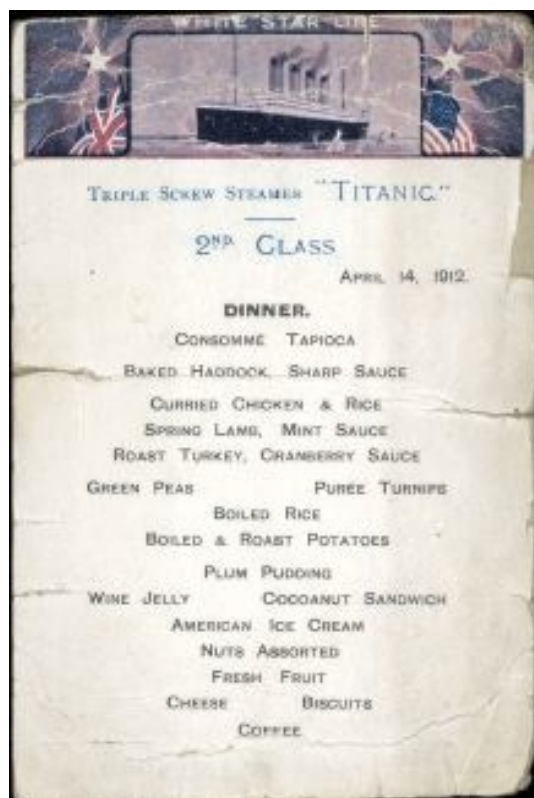 WHITE STAR LINE
TRIPLE SCREW STEAMER "TITANIC."
2ND. CLASS
APRIL 14, 1912.
DINNER.
CONSOMMÉ TAPIOCA
BAKED HADDOCK, SHARP SAUCE
CURRIED CHICKEN & RICE
SPRING LAMB, MINT SAUCE
ROAST TURKEY, CRANBERRY SAUCE
GREEN PEAS PURÉE TURNIPS
BOILED RICE
BOILED & ROAST POTATOES
PLUM PUDDING
WINE JELLY COCOANUT SANDWICH
AMERICAN ICE CREAM
NUTS ASSORTED
FRESH FRUIT
CHEESE BISCUITS
COFFEE